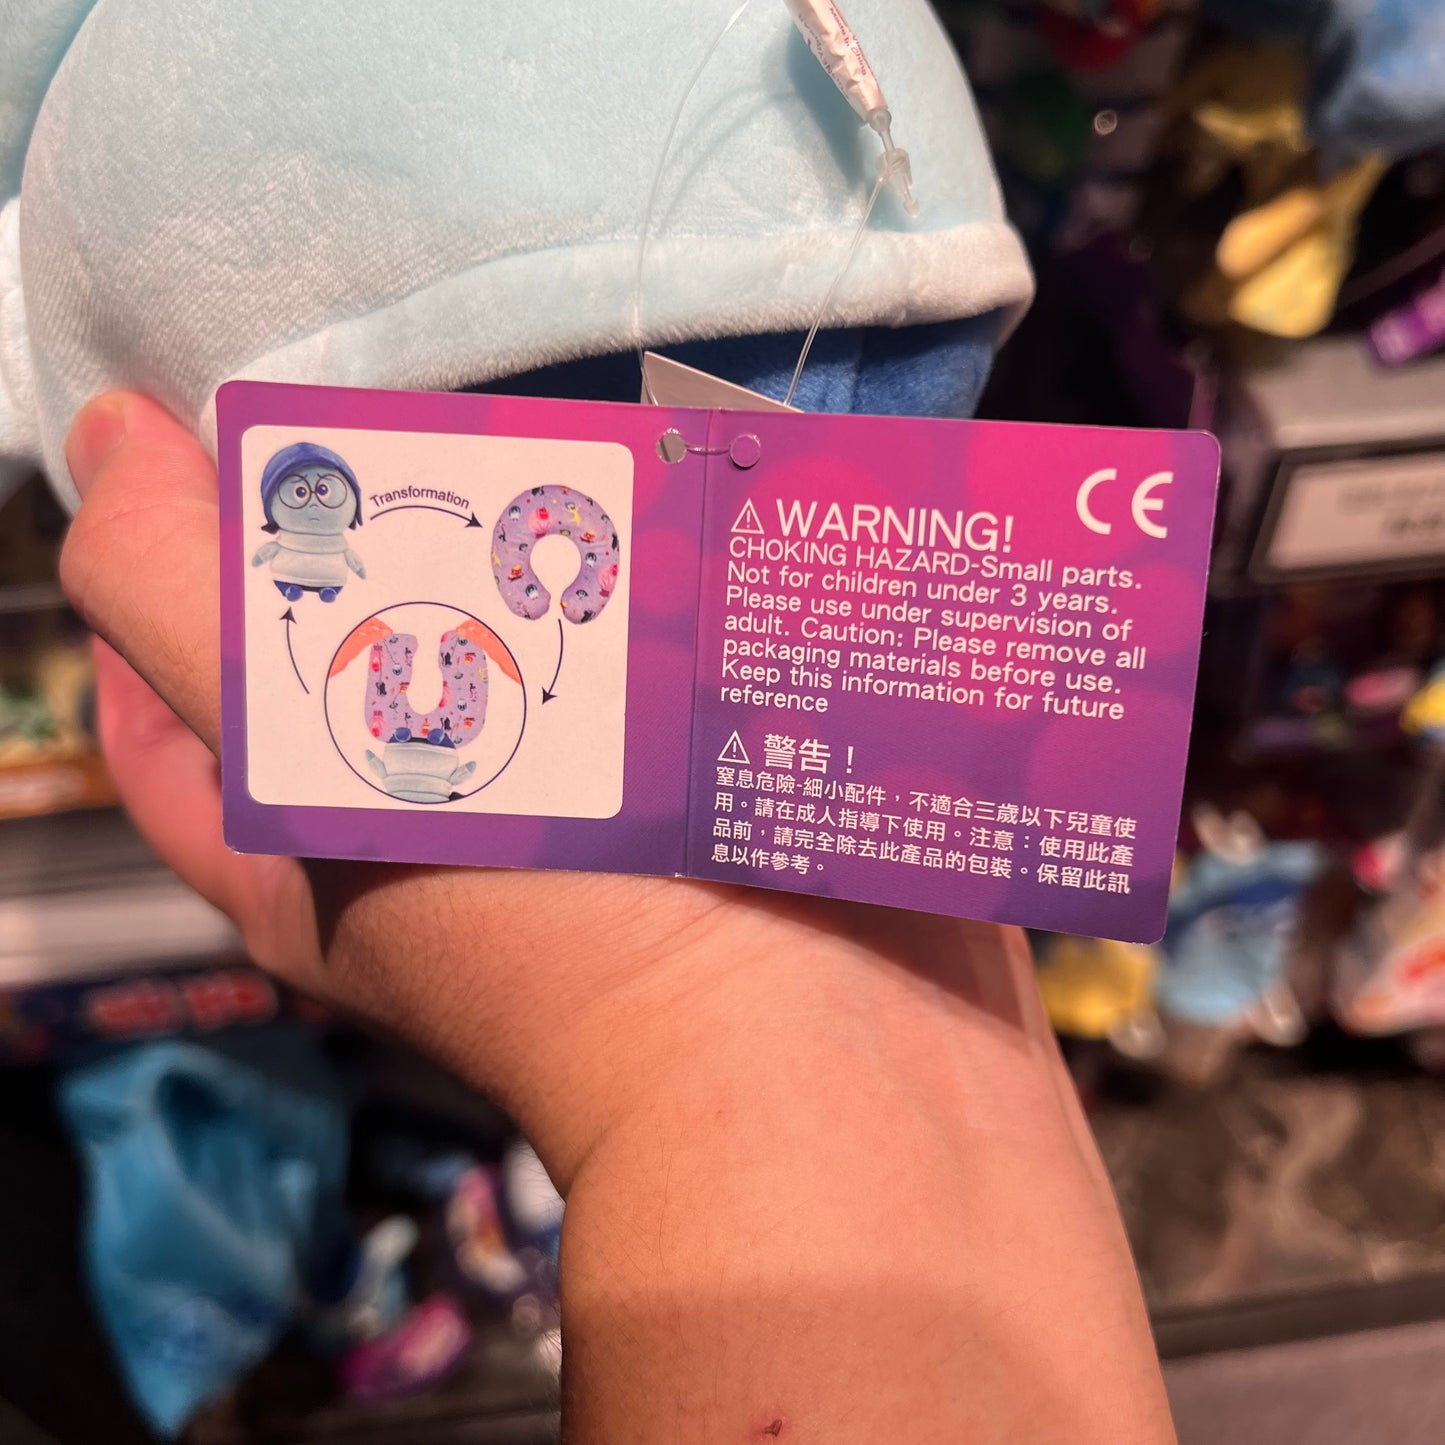 Made in China
Transformation
CE
⚠ WARNING!
CHOKING HAZARD-Small parts.
Not for children under 3 years.
Please use under supervision of
adult. Caution: Please remove all
packaging materials before use.
Keep this information for future
reference
⚠ 警告！
窒息危險-細小配件，不適合三歲以下兒童使
用。請在成人指導下使用。注意：使用此產
品前，請完全除去此產品的包裝。保留此訊
息以作參考。